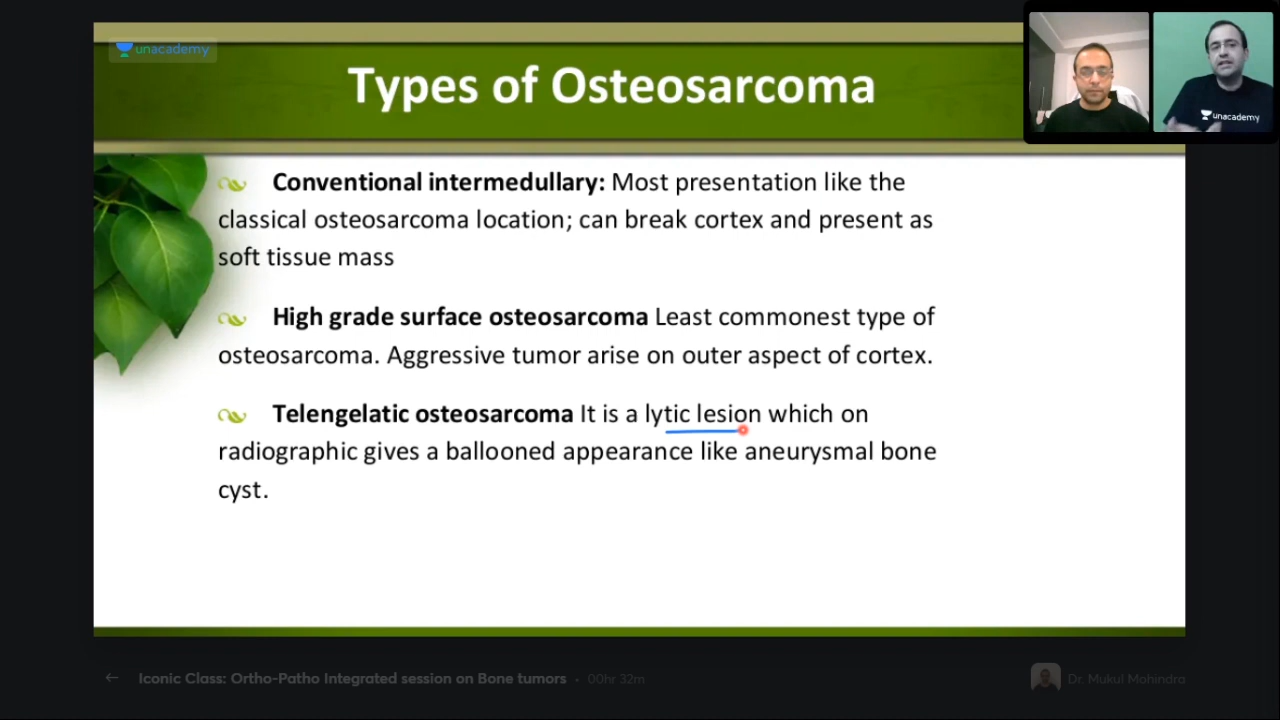 unacademy
Types of Osteosarcoma
unacademy
Conventional intermedullary: Most presentation like the
classical osteosarcoma location; can break cortex and present as
soft tissue mass
High grade surface osteosarcoma Least commonest type of
osteosarcoma. Aggressive tumor arise on outer aspect of cortex.
Telengelatic osteosarcoma It is a lytic lesion which on
radiographic gives a ballooned appearance like aneurysmal bone
cyst.
← Iconic Class: Ortho-Patho Integrated session on Bone tumors • 00hr 32m
Dr. Mukul Mohindra